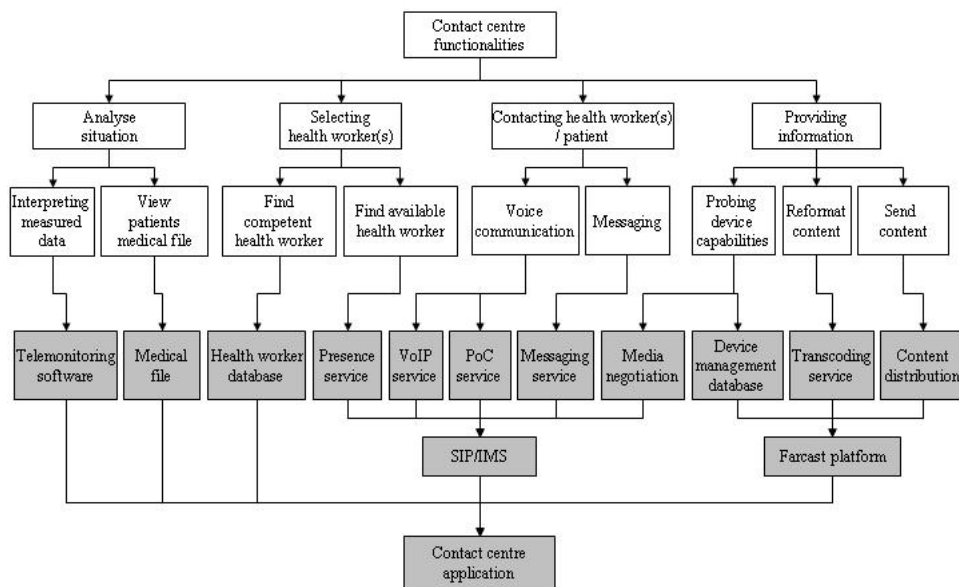 Contact centre
functionalities
Analyse
situation
Selecting
health worker(s)
Contacting health worker(s)
/ patient
Providing
information
Interpreting
measured
data
View
patients
medical file
Find
competent
health worker
Find available
health worker
Voice
communication
Messaging
Probing
device
capabilities
Reformat
content
Send
content
Telemonitoring
software
Medical
file
Health worker
database
Presence
service
VoIP
service
PoC
service
Messaging
service
Media
negotiation
Device
management
database
Transcoding
service
Content
distribution
SIP/IMS
Farcast platform
Contact centre
application